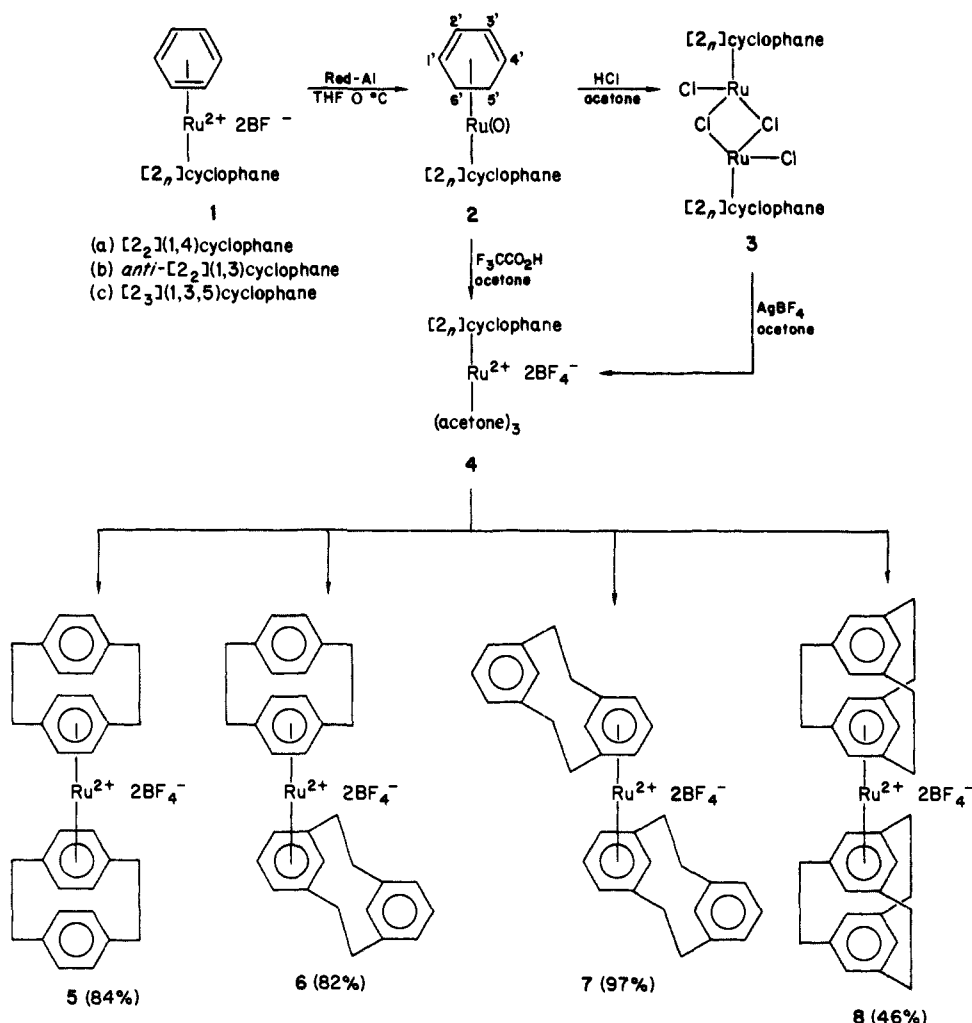 2' 3'
1' 4'
6' 5'
Ru2+ 2BF −
[2n]cyclophane
1
(a) [22](1,4)cyclophane
(b) anti-[22](1,3)cyclophane
(c) [23](1,3,5)cyclophane
Red-Al
THF 0 °C
Ru(0)
[2n]cyclophane
2
HCl
acetone
[2n]cyclophane
Cl Ru
Cl Cl
Ru Cl
[2n]cyclophane
3
F3CCO2H
acetone
AgBF4
acetone
[2n]cyclophane
Ru2+ 2BF4−
(acetone)3
4
Ru2+ 2BF4−
Ru2+ 2BF4−
Ru2+ 2BF4−
Ru2+ 2BF4−
5 (84%)
6 (82%)
7 (97%)
8 (46%)